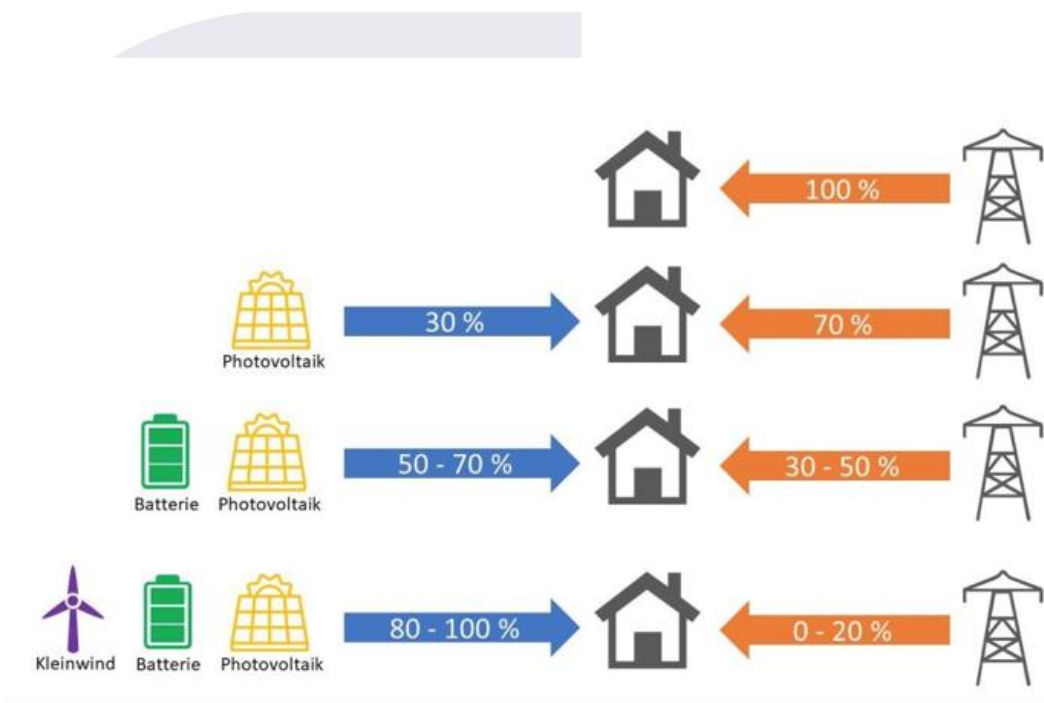 100 %
30 %
70 %
Photovoltaik
50 - 70 %
30 - 50 %
Batterie
Photovoltaik
80 - 100 %
0 - 20 %
Kleinwind
Batterie
Photovoltaik